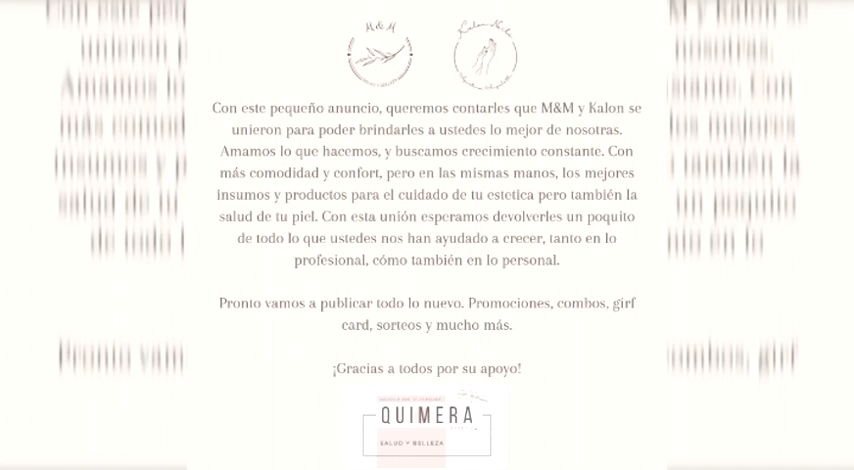 M&M
Con este pequeño anuncio, queremos contarles que M&M y Kalon se
unieron para poder brindarles a ustedes lo mejor de nosotras.
Amamos lo que hacemos, y buscamos crecimiento constante. Con
más comodidad y confort, pero en las mismas manos, los mejores
insumos y productos para el cuidado de tu estetica pero también la
salud de tu piel. Con esta unión esperamos devolverles un poquito
de todo lo que ustedes nos han ayudado a crecer, tanto en lo
profesional, cómo también en lo personal.
Pronto vamos a publicar todo lo nuevo. Promociones, combos, girf
card, sorteos y mucho más.
¡Gracias a todos por su apoyo!
QUIMERA
SALUD Y BELLEZA